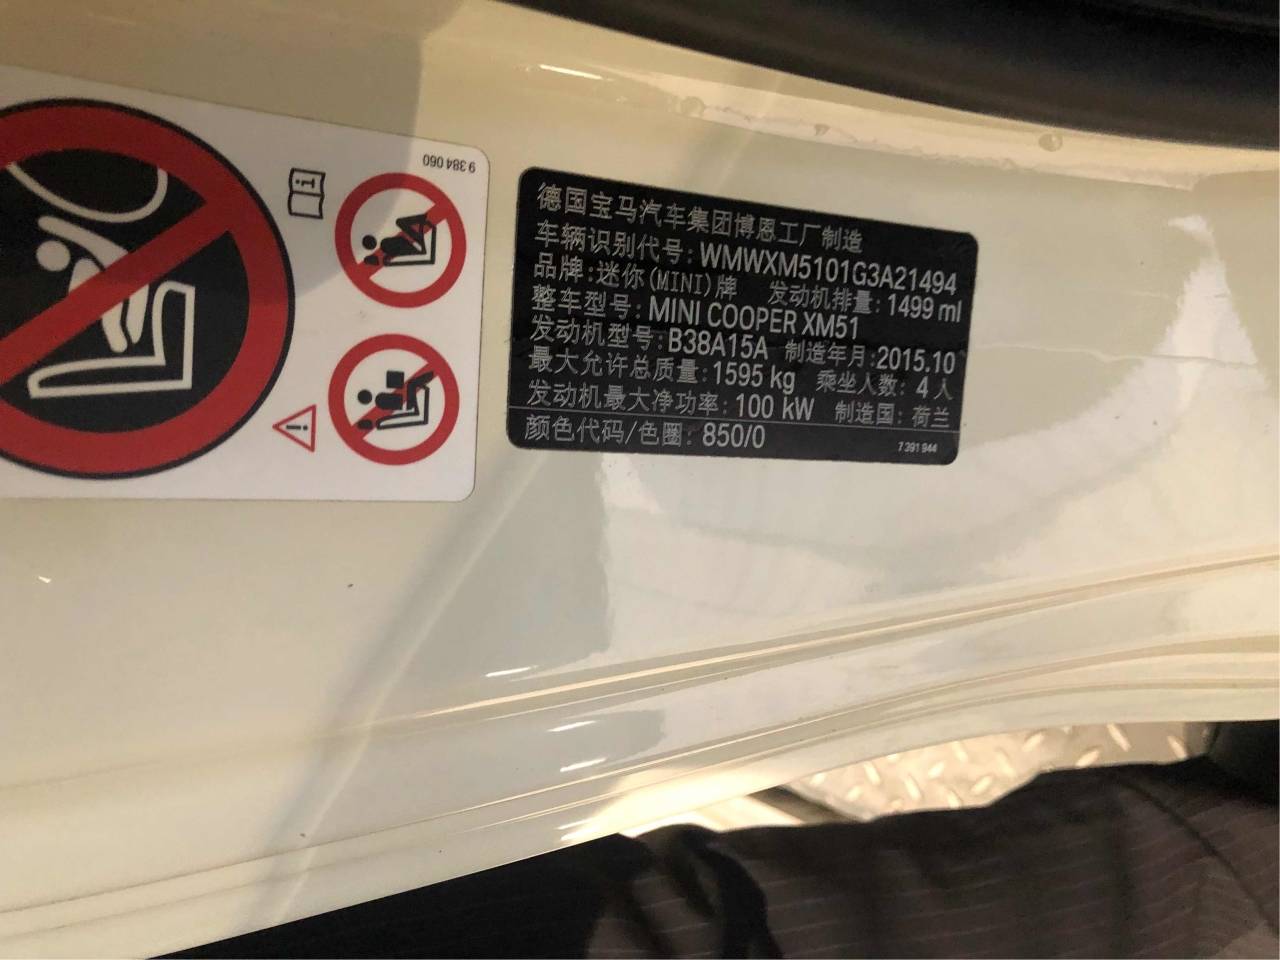 9 384 060
德国宝马汽车集团博恩工厂制造
车辆识别代号: WMWXM5101G3A21494
品牌:迷你(MINI)牌 发动机排量: 1499 ml
整车型号: MINI COOPER XM51
发动机型号: B38A15A 制造年月:2015.10
最大允许总质量: 1595 kg 乘坐人数: 4 人
发动机最大净功率: 100 kW 制造国: 荷兰
颜色代码/色圈: 850/0 7 391 944